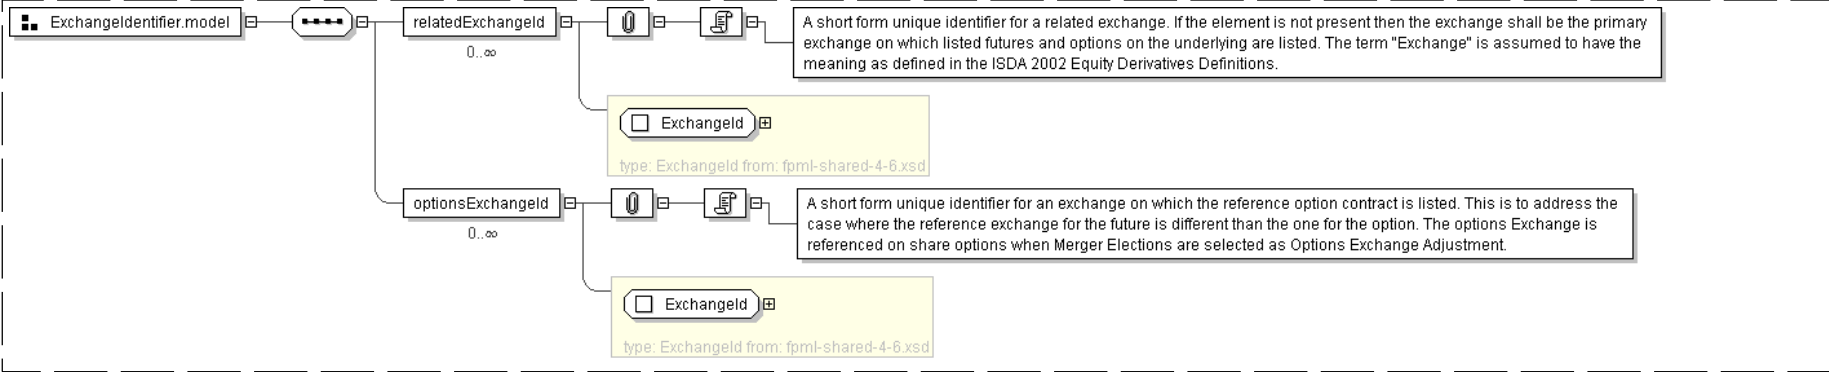 ExchangeIdentifier.model
relatedExchangeId
0..∞
A short form unique identifier for a related exchange. If the element is not present then the exchange shall be the primary
exchange on which listed futures and options on the underlying are listed. The term "Exchange" is assumed to have the
meaning as defined in the ISDA 2002 Equity Derivatives Definitions.
ExchangeId
type: ExchangeId from: fpml-shared-4-6.xsd
optionsExchangeId
0..∞
A short form unique identifier for an exchange on which the reference option contract is listed. This is to address the
case where the reference exchange for the future is different than the one for the option. The options Exchange is
referenced on share options when Merger Elections are selected as Options Exchange Adjustment.
ExchangeId
type: ExchangeId from: fpml-shared-4-6.xsd